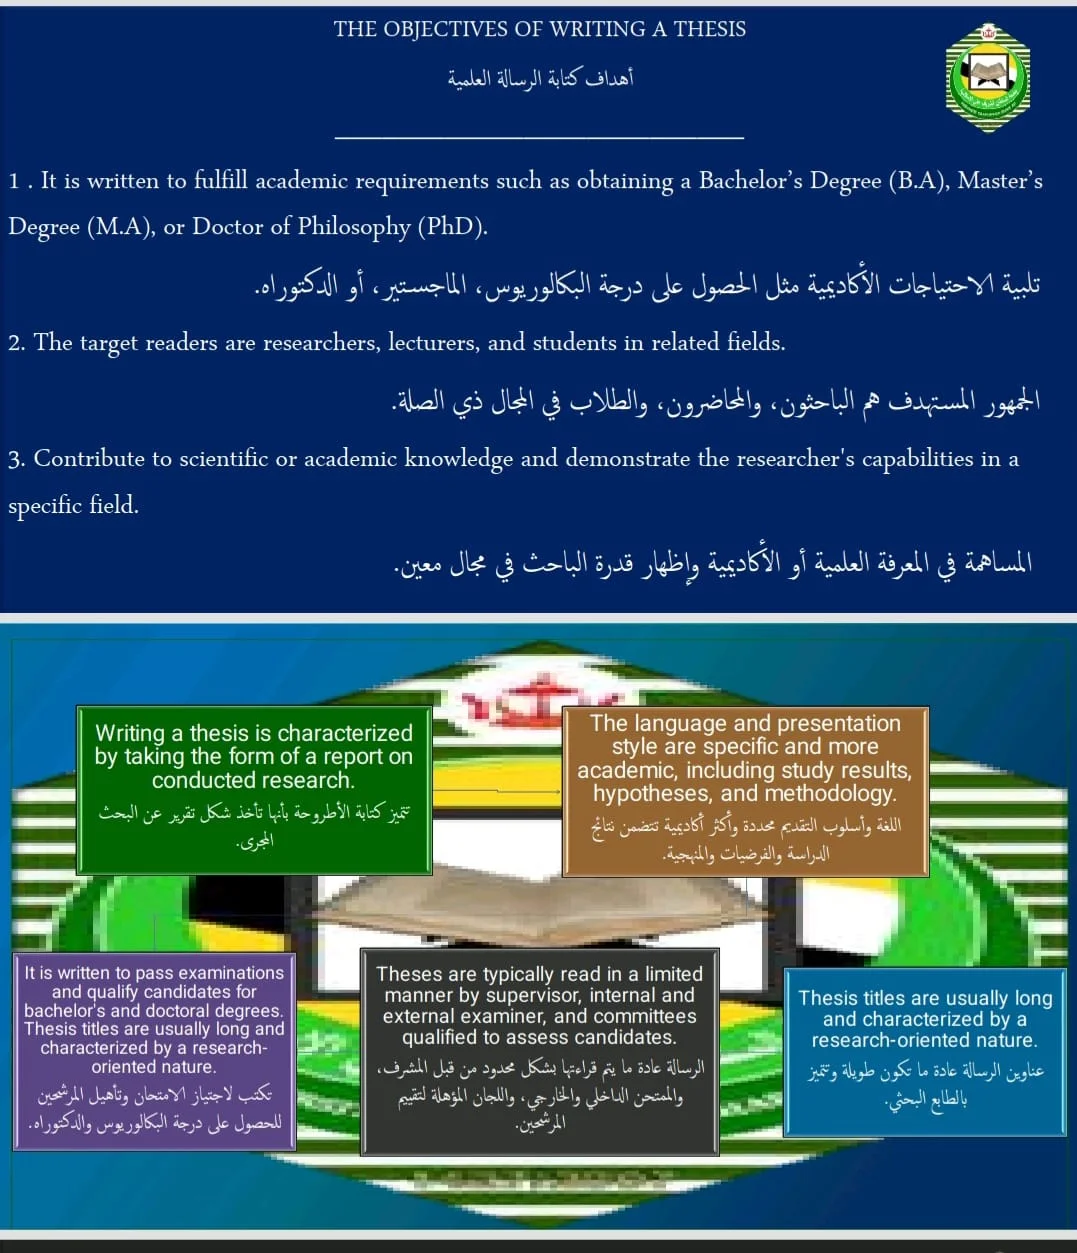 THE OBJECTIVES OF WRITING A THESIS
أهداف كتابة الرسالة العلمية
1 . It is written to fulfill academic requirements such as obtaining a Bachelor’s Degree (B.A), Master’s
Degree (M.A), or Doctor of Philosophy (PhD).
تلبية الاحتياجات الأكاديمية مثل الحصول على درجة البكالوريوس، الماجستير، أو الدكتوراه.
2. The target readers are researchers, lecturers, and students in related fields.
الجمهور المستهدف هم الباحثون، والمحاضرون، والطلاب في المجال ذي الصلة.
3. Contribute to scientific or academic knowledge and demonstrate the researcher's capabilities in a
specific field.
المساهمة في المعرفة العلمية أو الأكاديمية وإظهار قدرة الباحث في مجال معين.
Writing a thesis is characterized
by taking the form of a report on
conducted research.
تتميز كتابة الأطروحة بأنها تأخذ شكل تقرير عن البحث
المجرى.
The language and presentation
style are specific and more
academic, including study results,
hypotheses, and methodology.
اللغة وأسلوب التقديم محددة وأكثر أكاديمية تتضمن نتائج
الدراسة والفرضيات والمنهجية.
It is written to pass examinations
and qualify candidates for
bachelor's and doctoral degrees.
Thesis titles are usually long and
characterized by a research-
oriented nature.
تكتب لاجتياز الامتحان وتأهيل المرشحين
للحصول على درجة البكالوريوس والدكتوراه.
Theses are typically read in a limited
manner by supervisor, internal and
external examiner, and committees
qualified to assess candidates.
الرسالة عادة ما يتم قراءتها بشكل محدود من قبل المشرف،
والممتحن الداخلي والخارجي، واللجان المؤهلة لتقييم
المرشحين.
Thesis titles are usually long
and characterized by a
research-oriented nature.
عناوين الرسالة عادة ما تكون طويلة وتتميز
بالطابع البحثي.